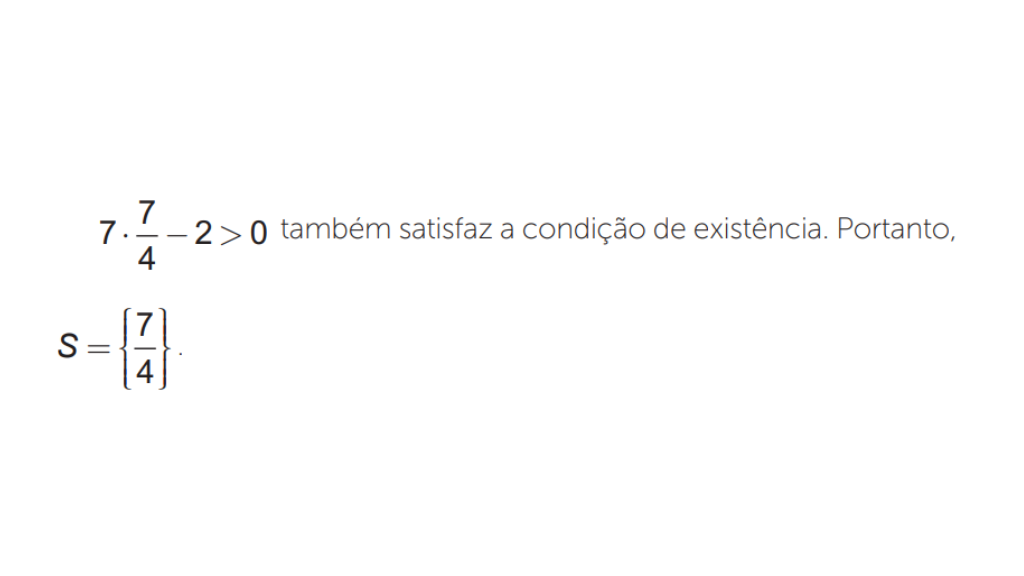 7 · 7/4 − 2 > 0 também satisfaz a condição de existência. Portanto,
S = {7/4}.